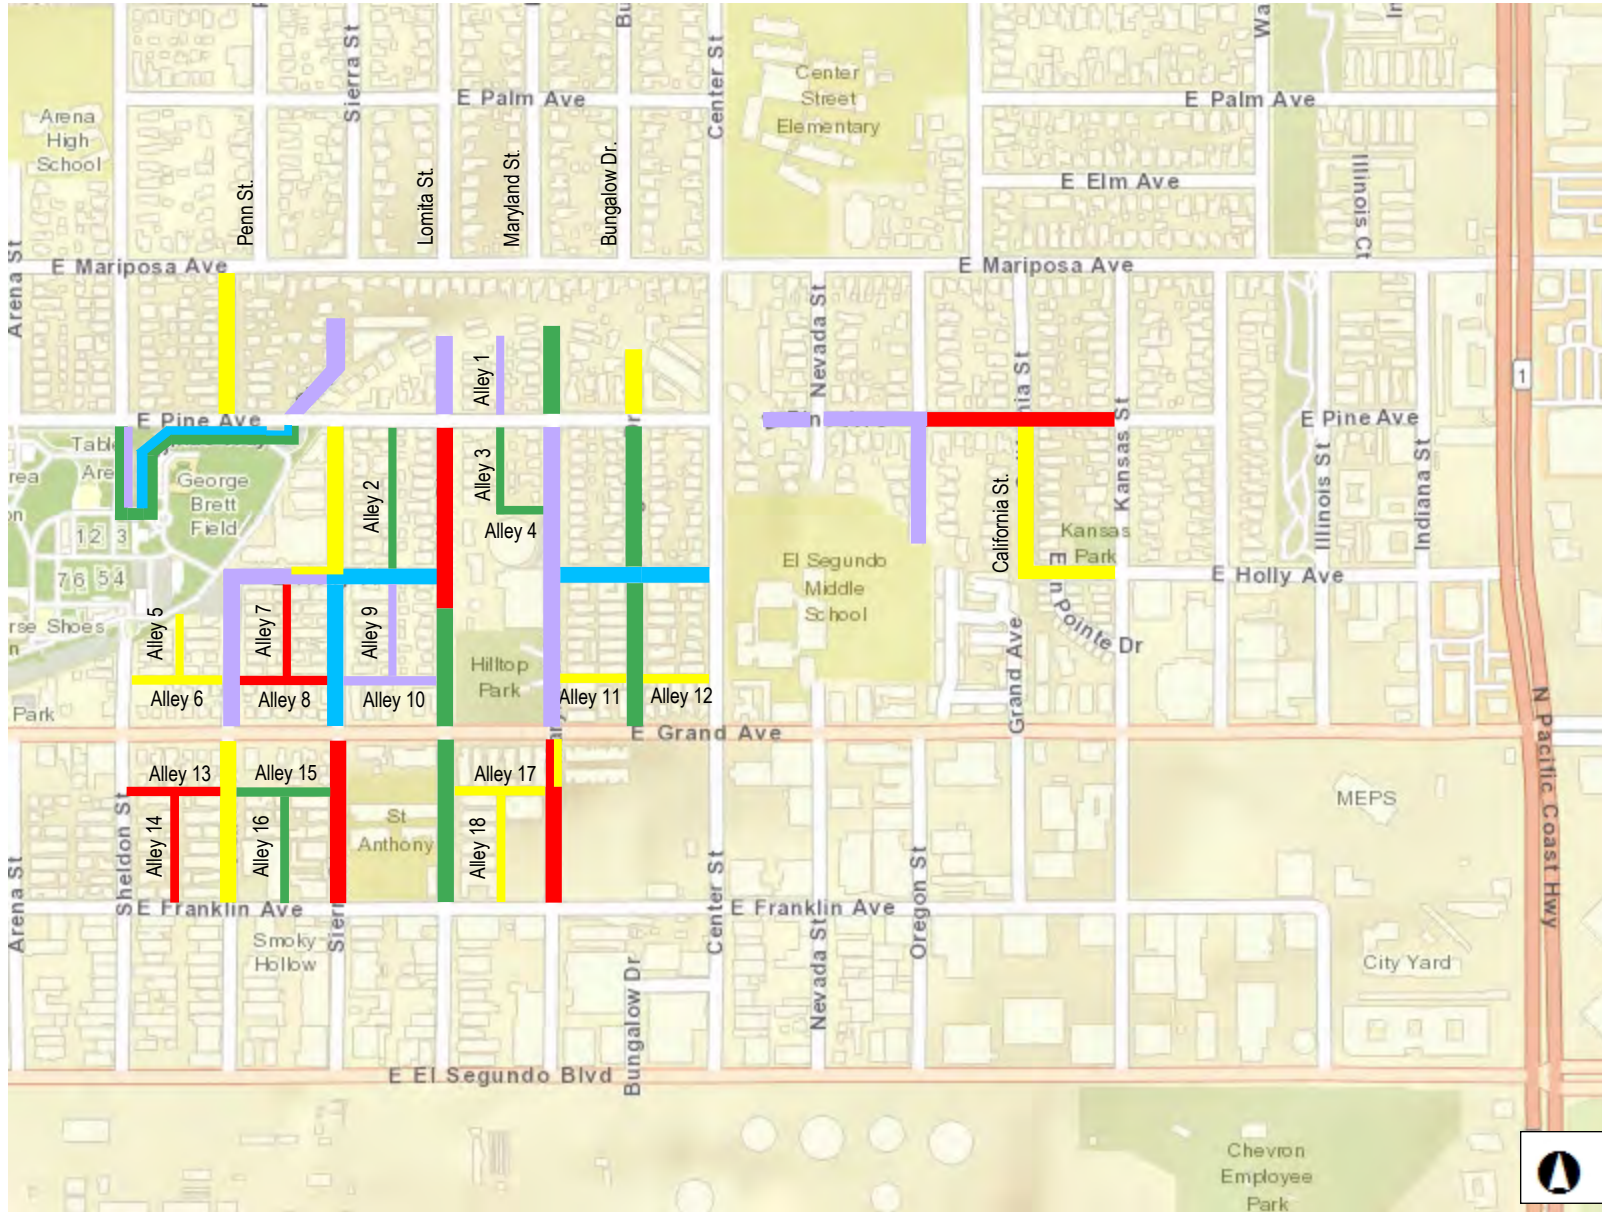 Sierra St
Center St
E Palm Ave
Center
Street
Elementary
E Palm Ave
Arena
High
School
Penn St.
Lomita St.
Maryland St.
Bungalow Dr.
E Elm Ave
Illinois Ct
Arena St
E Mariposa Ave
E Mariposa Ave
Nevada St
Alley 1
1
E Pine Ave
E Pine Ave
Kansas St
Illinois St
Indiana St
George
Brett
Field
Alley 2
Alley 3
Alley 4
California St.
Kansas
Park
12 3
76 54
El Segundo
Middle
School
E Holly Ave
Pointe Dr
Alley 5
Alley 6
Alley 7
Alley 8
Alley 9
Alley 10
Hilltop
Park
Alley 11
Alley 12
Grand Ave
Park
E Grand Ave
N Pacific Coast Hwy
Alley 13
Alley 14
Alley 15
Alley 16
Alley 17
Alley 18
St
Anthony
MEPS
Sheldon St
Arena St
Center St
Nevada St
Oregon St
E Franklin Ave
E Franklin Ave
Smoky
Hollow
City Yard
Bungalow Dr
E El Segundo Blvd
Chevron
Employee
Park